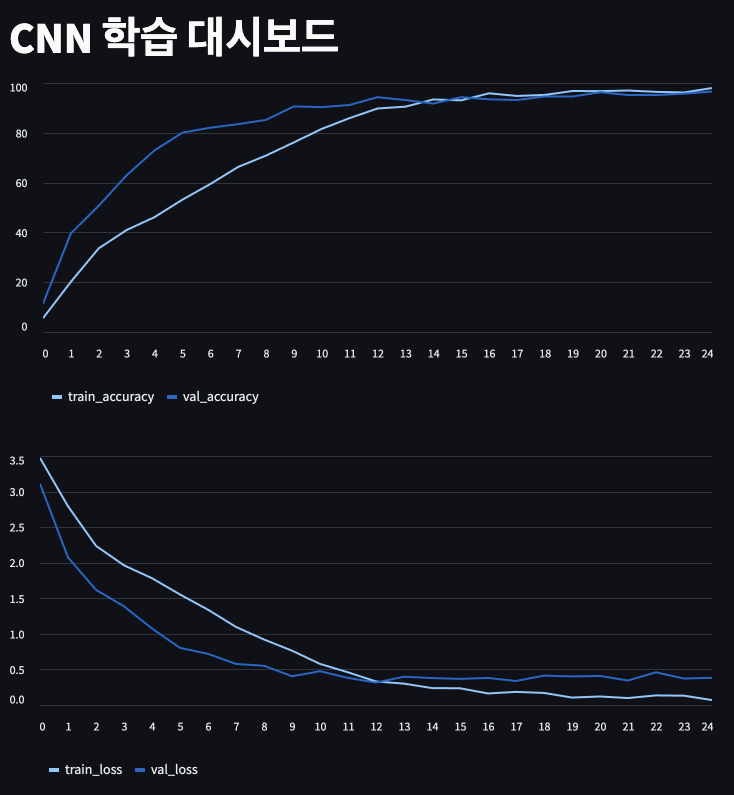 CNN 학습 대시보드
100
80
60
40
20
0
0 1 2 3 4 5 6 7 8 9 10 11 12 13 14 15 16 17 18 19 20 21 22 23 24
train_accuracy val_accuracy
3.5
3.0
2.5
2.0
1.5
1.0
0.5
0.0
0 1 2 3 4 5 6 7 8 9 10 11 12 13 14 15 16 17 18 19 20 21 22 23 24
train_loss val_loss